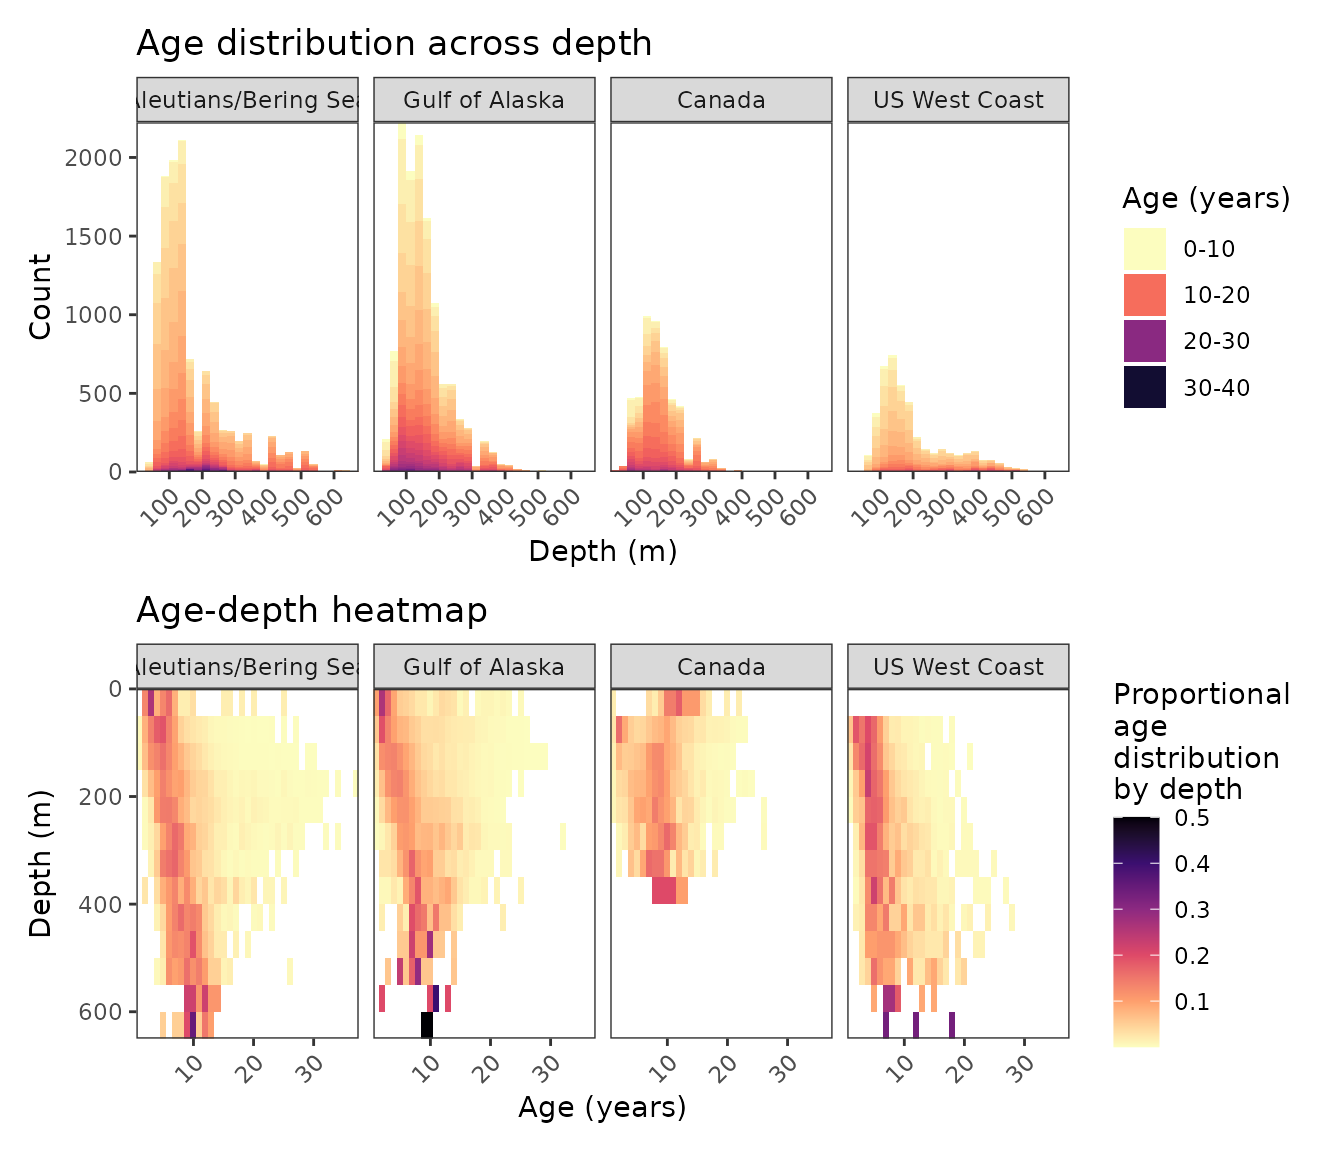 Age distribution across depth
Aleutians/Bering Sea
Gulf of Alaska
Canada
US West Coast
Count
2000
1500
1000
500
0
100 200 300 400 500 600
100 200 300 400 500 600
100 200 300 400 500 600
100 200 300 400 500 600
Depth (m)
Age (years)
0-10
10-20
20-30
30-40
Age-depth heatmap
Aleutians/Bering Sea
Gulf of Alaska
Canada
US West Coast
Depth (m)
0
200
400
600
10 20 30
10 20 30
10 20 30
10 20 30
Age (years)
Proportional
age
distribution
by depth
0.5
0.4
0.3
0.2
0.1